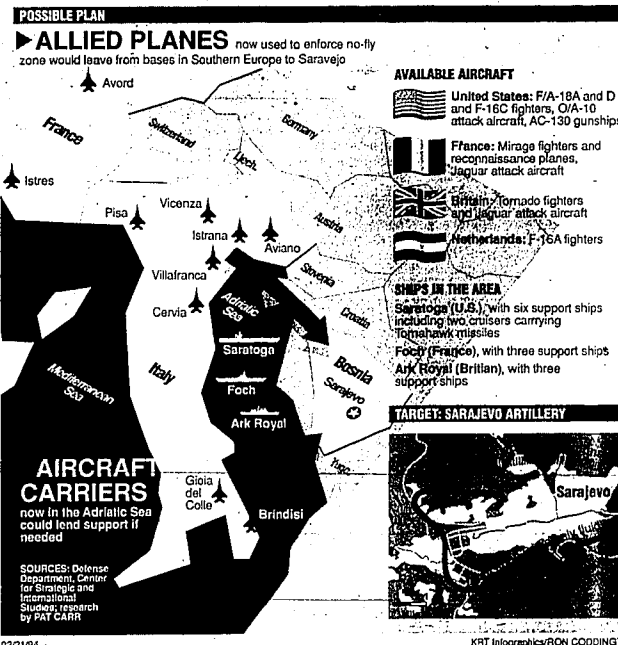 POSSIBLE PLAN
ALLIED PLANES now used to enforce no-fly
zone would leave from bases in Southern Europe to Saravejo
Avord
France
Switzerland
Liech.
Germany
Istres
Pisa
Vicenza
Istrana
Aviano
Villafranca
Cervia
Austria
Slovenia
Croatia
Adriatic
Sea
Saratoga
Foch
Ark Royal
Bosnia
Sarajevo
Yugo.
Italy
Mediterranean
Sea
Gioia
del
Colle
Brindisi
AIRCRAFT
CARRIERS
now in the Adriatic Sea
could lend support if
needed
SOURCES: Defense
Department, Center
for Strategic and
International
Studies; research
by PAT CARR
AVAILABLE AIRCRAFT
United States: F/A-18A and D
and F-16C fighters, O/A-10
attack aircraft, AC-130 gunships
France: Mirage fighters and
reconnaissance planes,
Jaguar attack aircraft
Britain: Tornado fighters
and Jaguar attack aircraft
Netherlands: F-16A fighters
SHIPS IN THE AREA
Saratoga (U.S.), with six support ships
including two cruisers carrrying
Tomahawk missiles
Foch (France), with three support ships
Ark Royal (Britian), with three
support ships
TARGET: SARAJEVO ARTILLERY
Sarajevo
KRT Infographics/RON CODDINGT